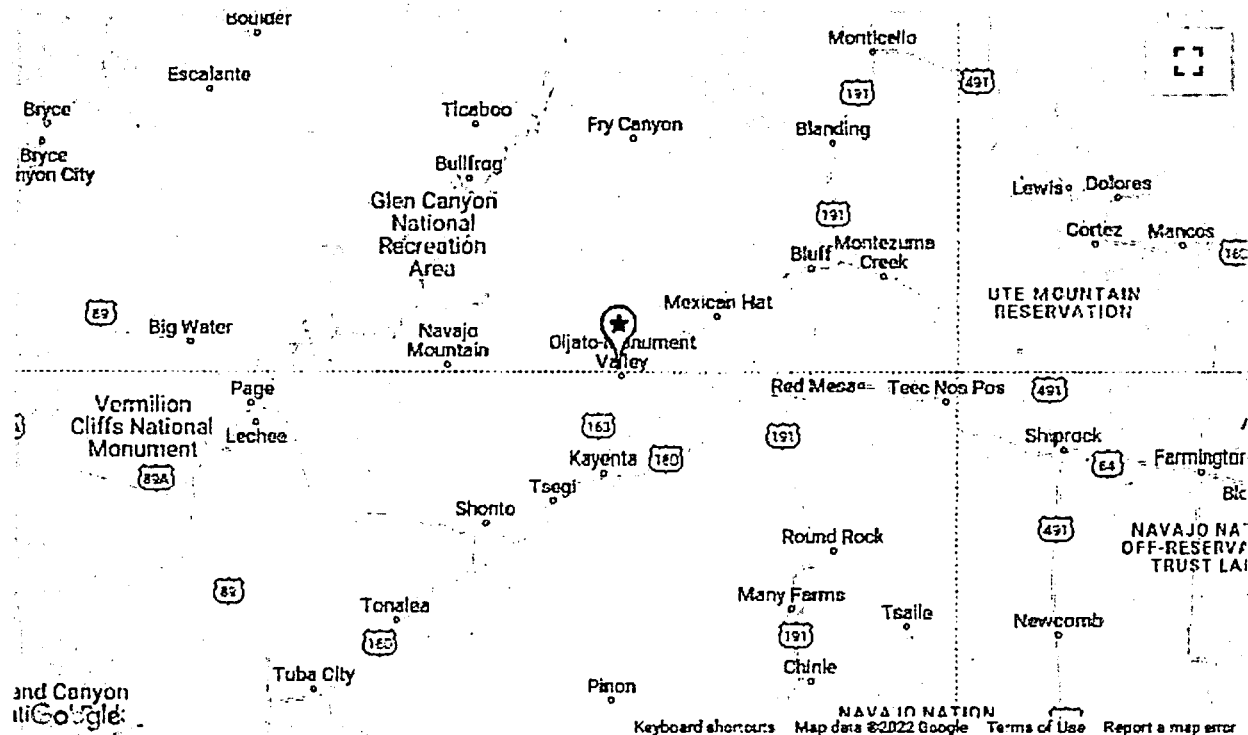 Boulder
Monticello
Escalante
191
491
Bryce
Ticaboo
Fry Canyon
Blanding
Bryce
nyon City
Bullfrog
Lewis
Dolores
Glen Canyon
National
Recreation
Area
191
Cortez
Mancos
Bluff
Montezuma
Creek
160
89
Mexican Hat
UTE MOUNTAIN
RESERVATION
Big Water
Navajo
Mountain
Oljato-Monument
Valley
Page
Red Mesa
Teec Nos Pos
491
Vermilion
Cliffs National
Monument
Lechee
163
191
Shiprock
Kayenta
160
64
Farmington
89A
Tsegi
Shonto
491
NAVAJO NAT
OFF-RESERVA
TRUST LAN
Round Rock
89
Tonalea
Many Farms
Tsaile
Newcomb
160
191
Tuba City
Chinle
and Canyon
Pinon
Google
NAVAJO NATION
Keyboard shortcuts Map data ©2022 Google Terms of Use Report a map error